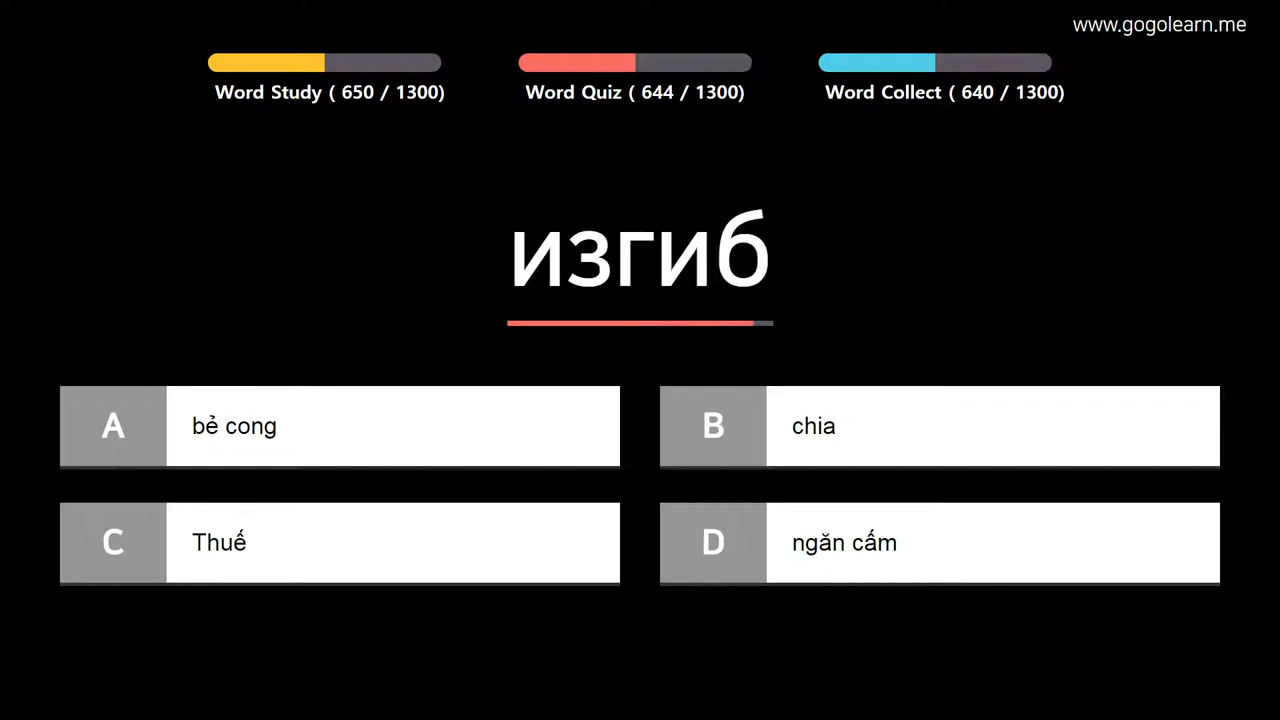 www.gogolearn.me
Word Study ( 650 / 1300)
Word Quiz ( 644 / 1300)
Word Collect ( 640 / 1300)
изгиб
A bẻ cong
B chia
C Thuế
D ngăn cấm